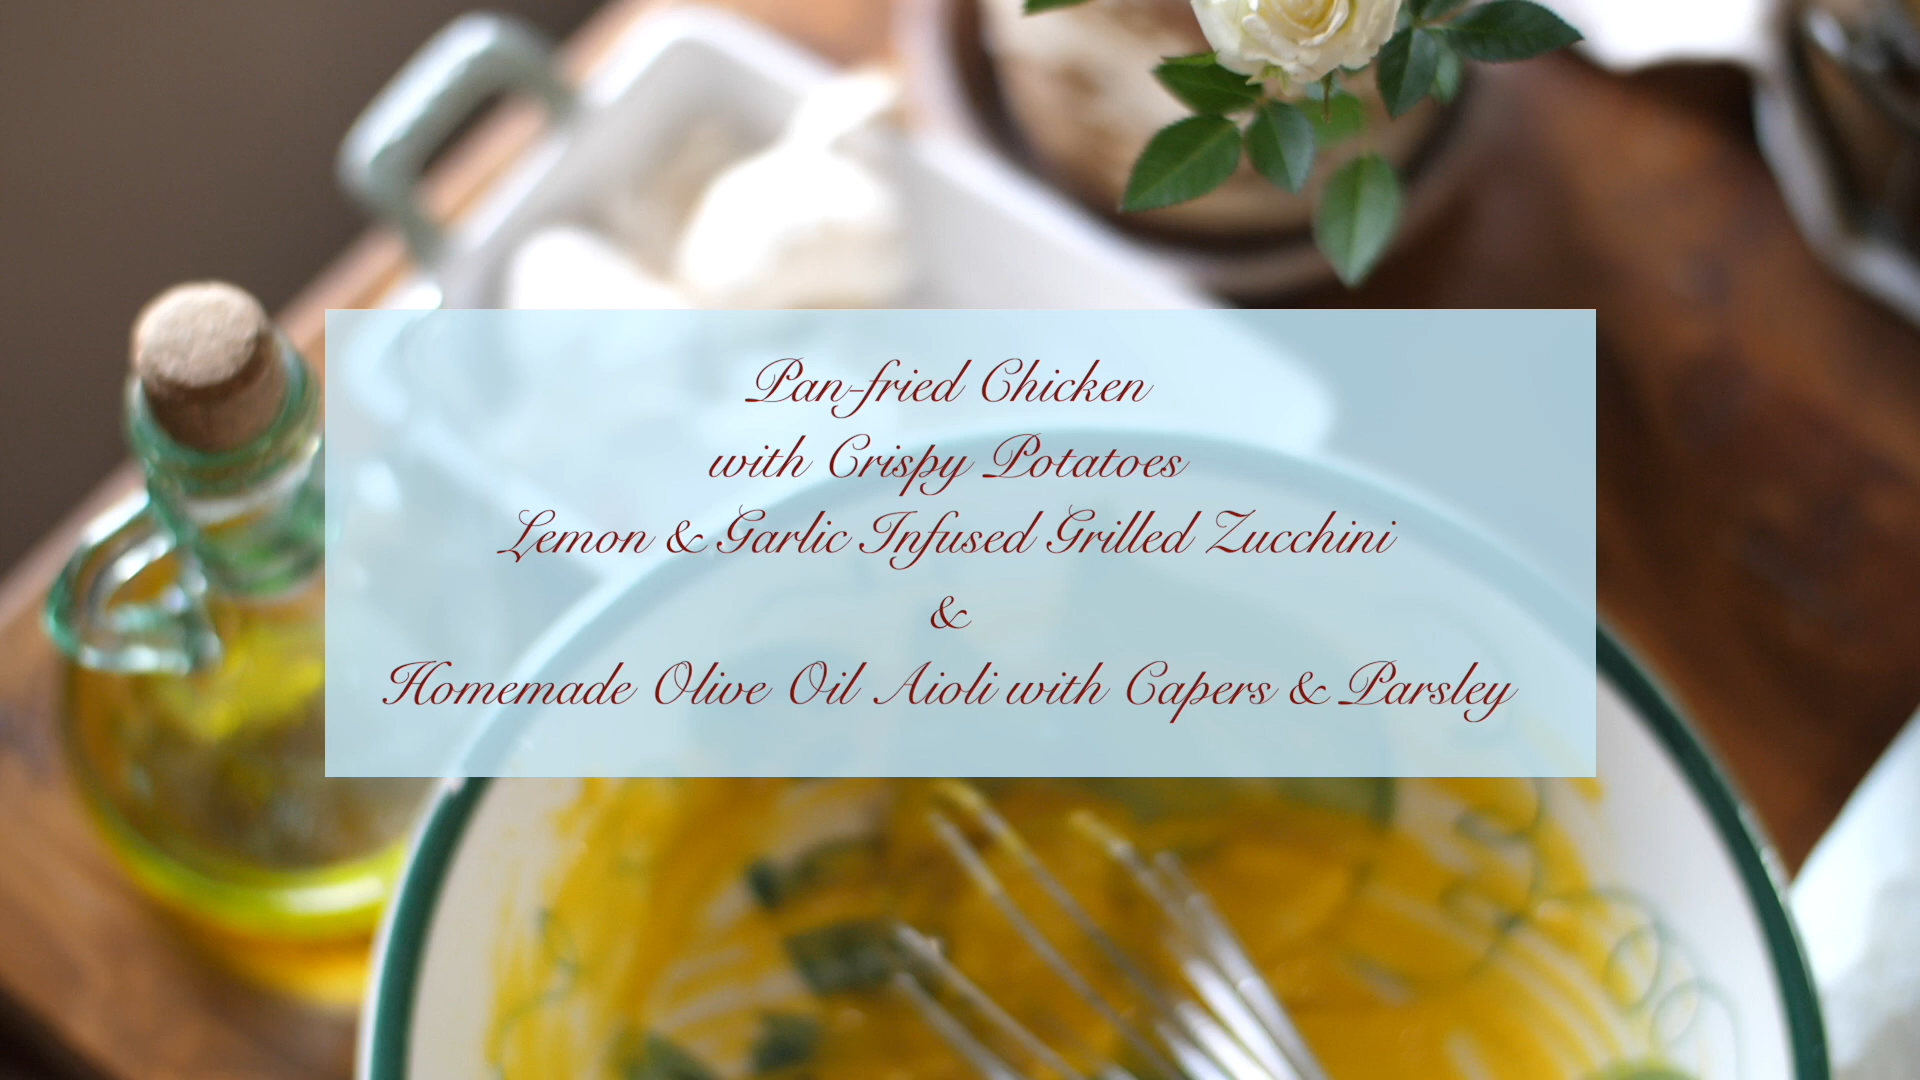 Pan-fried Chicken
with Crispy Potatoes
Lemon & Garlic Infused Grilled Zucchini
&
Homemade Olive Oil Aioli with Capers & Parsley